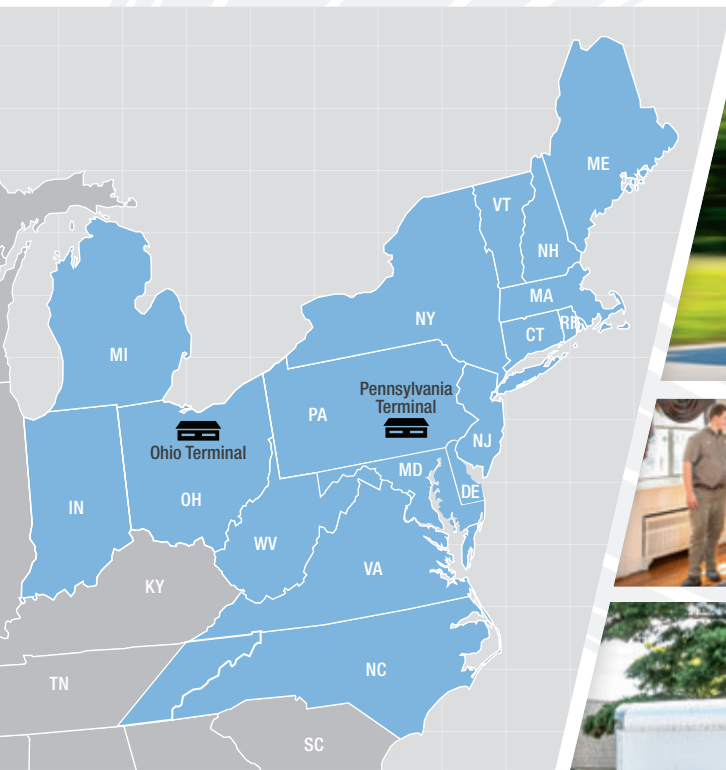 ME
VT
NH
MA
NY
RI
CT
MI
Pennsylvania
Terminal
PA
Ohio Terminal
NJ
MD
DE
OH
IN
WV
VA
KY
NC
TN
SC